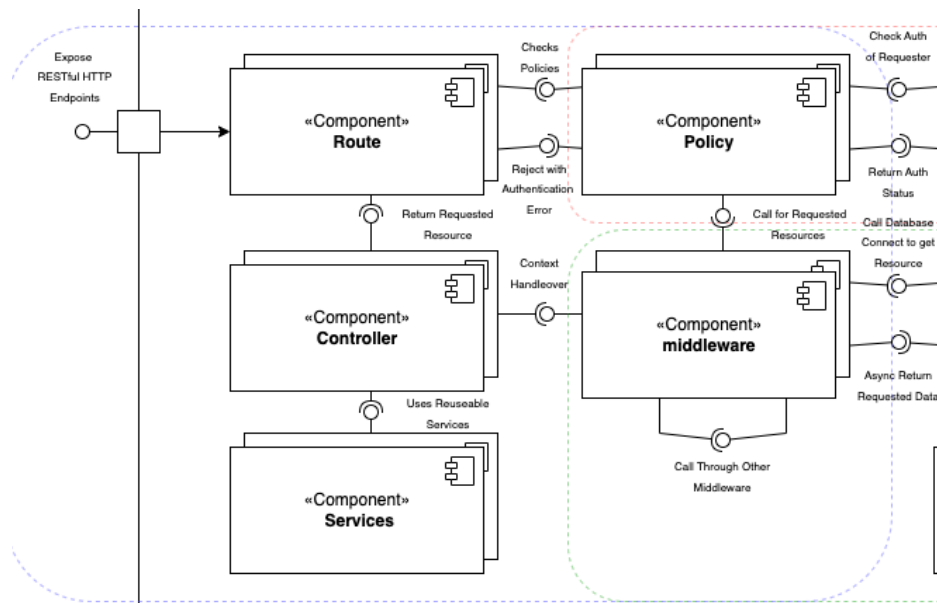 Expose
RESTful HTTP
Endpoints
«Component»
Route
Checks
Policies
Reject with
Authentication
Error
«Component»
Policy
Check Auth
of Requester
Return Auth
Status
Return Requested
Resource
Call for Requested
Resources
Call Database
Connect to get
Resource
«Component»
Controller
Context
Handleover
«Component»
middleware
Async Return
Requested Data
Uses Reuseable
Services
Call Through Other
Middleware
«Component»
Services